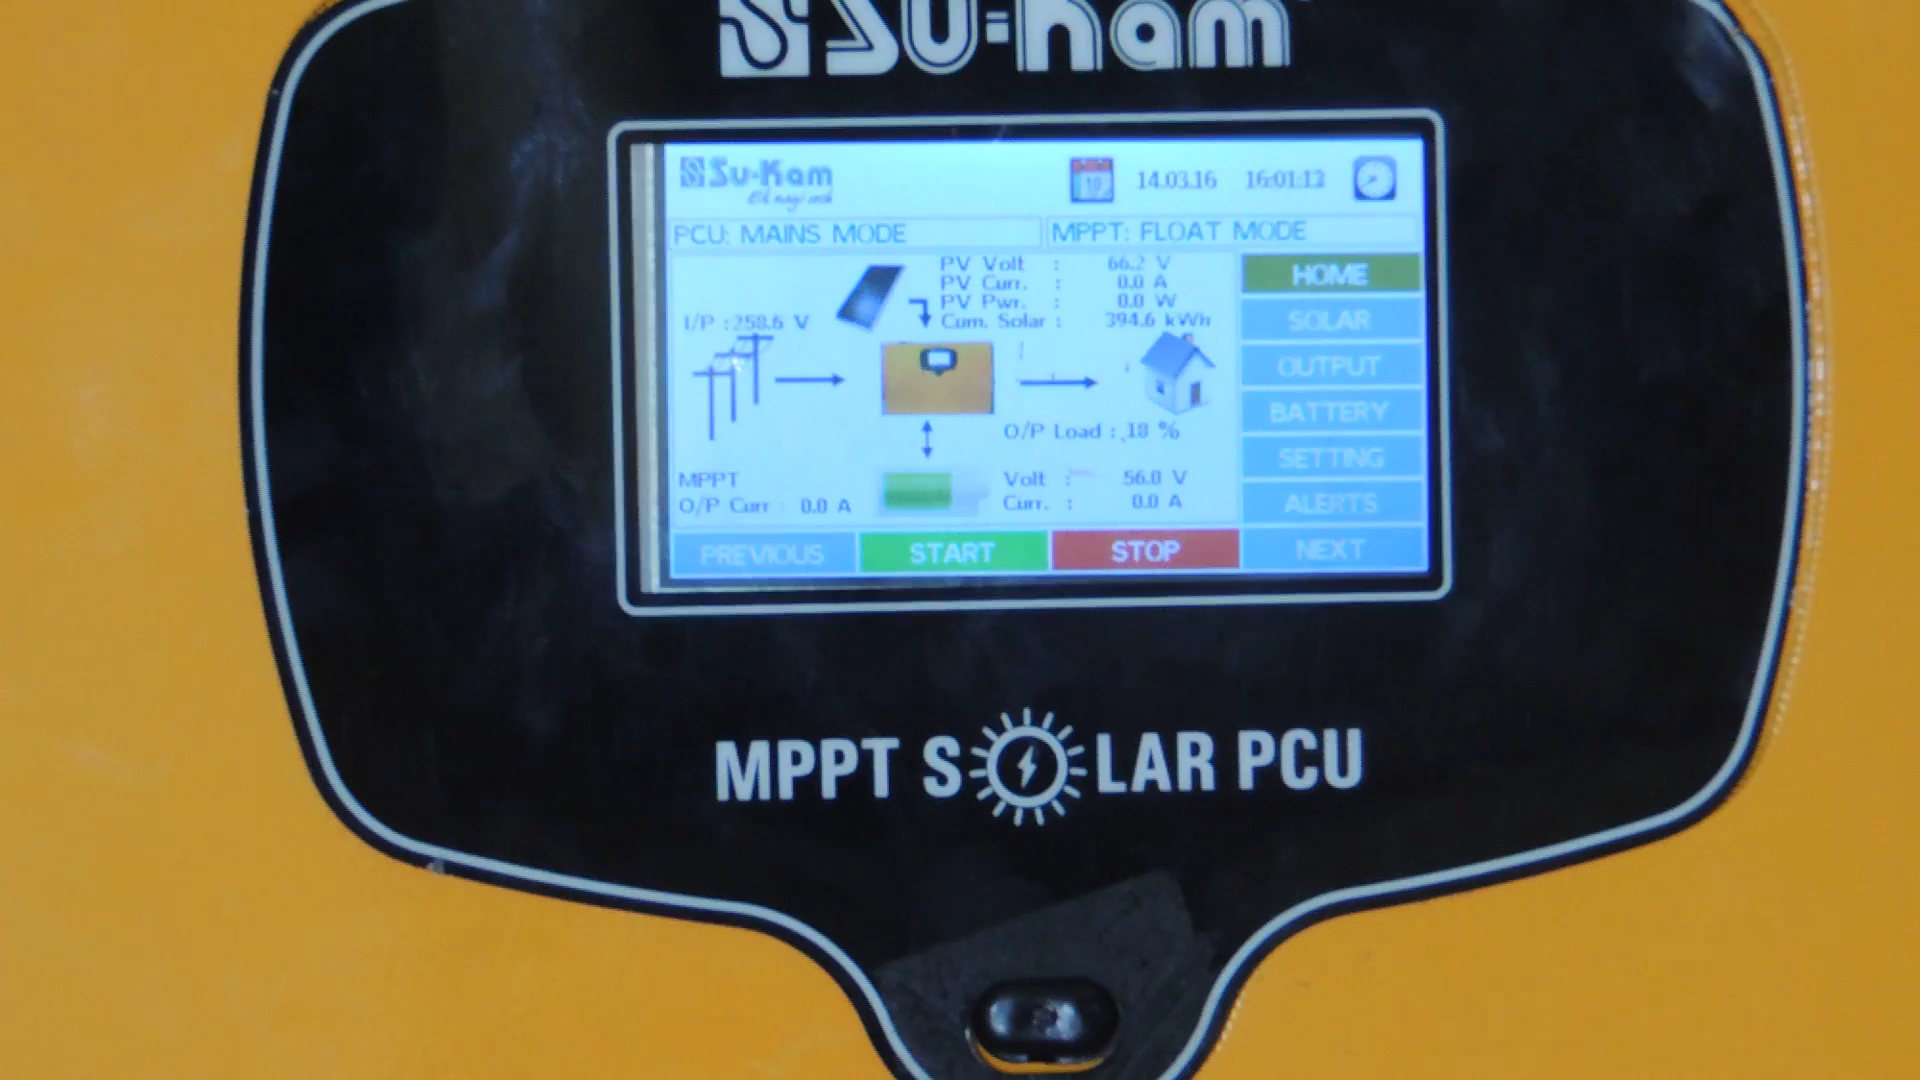 Su-Kam
Su-Kam
14.03.16 16:01:13
PCU: MAINS MODE
MPPT: FLOAT MODE
PV Volt : 66.2 V
PV Curr. : 0.0 A
PV Pwr. : 0.0 W
Cum. Solar : 394.6 kWh
I/P : 258.6 V
O/P Load : 18 %
MPPT
O/P Curr : 0.0 A
Volt : 56.0 V
Curr. : 0.0 A
HOME
SOLAR
OUTPUT
BATTERY
SETTING
ALERTS
PREVIOUS
START
STOP
NEXT
MPPT SOLAR PCU